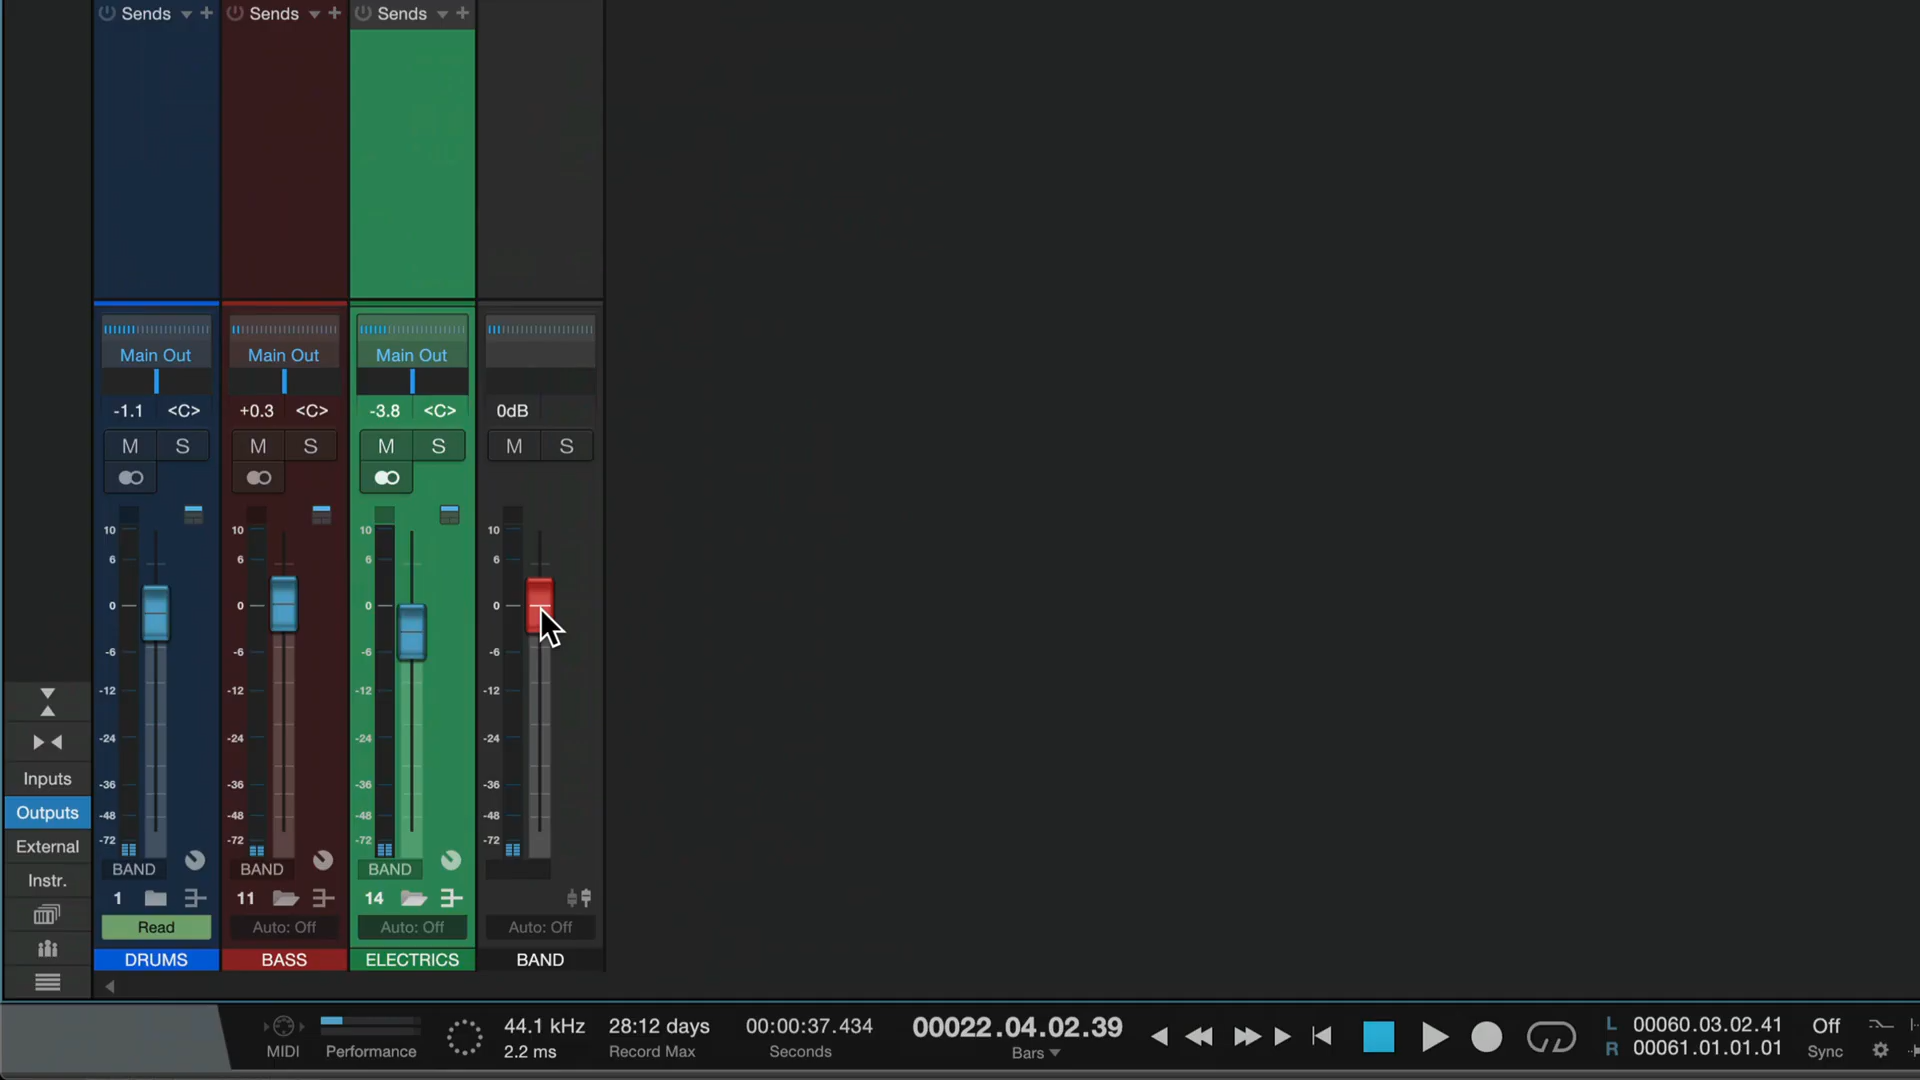 Sends + Sends + Sends +
Main Out Main Out Main Out
-1.1 <C> +0.3 <C> -3.8 <C> 0dB
M S M S M S M S
10 10 10 10
6 6 6 6
0 0 0 0
-6 -6 -6 -6
-12 -12 -12 -12
-24 -24 -24 -24
-36 -36 -36 -36
-48 -48 -48 -48
-72 -72 -72 -72
Inputs
Outputs
External
Instr.
BAND BAND BAND
1 11 14
Read Auto: Off Auto: Off Auto: Off
DRUMS BASS ELECTRICS BAND
44.1 kHz 28:12 days 00:00:37.434 00022.04.02.39 L 00060.03.02.41 Off
MIDI Performance 2.2 ms Record Max Seconds Bars R 00061.01.01.01 Sync